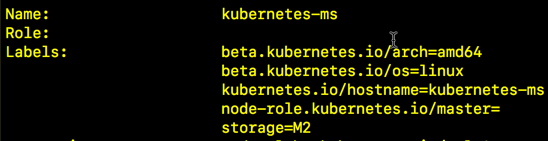 Name: kubernetes-ms
Role:
Labels: beta.kubernetes.io/arch=amd64
beta.kubernetes.io/os=linux
kubernetes.io/hostname=kubernetes-ms
node-role.kubernetes.io/master=
storage=M2